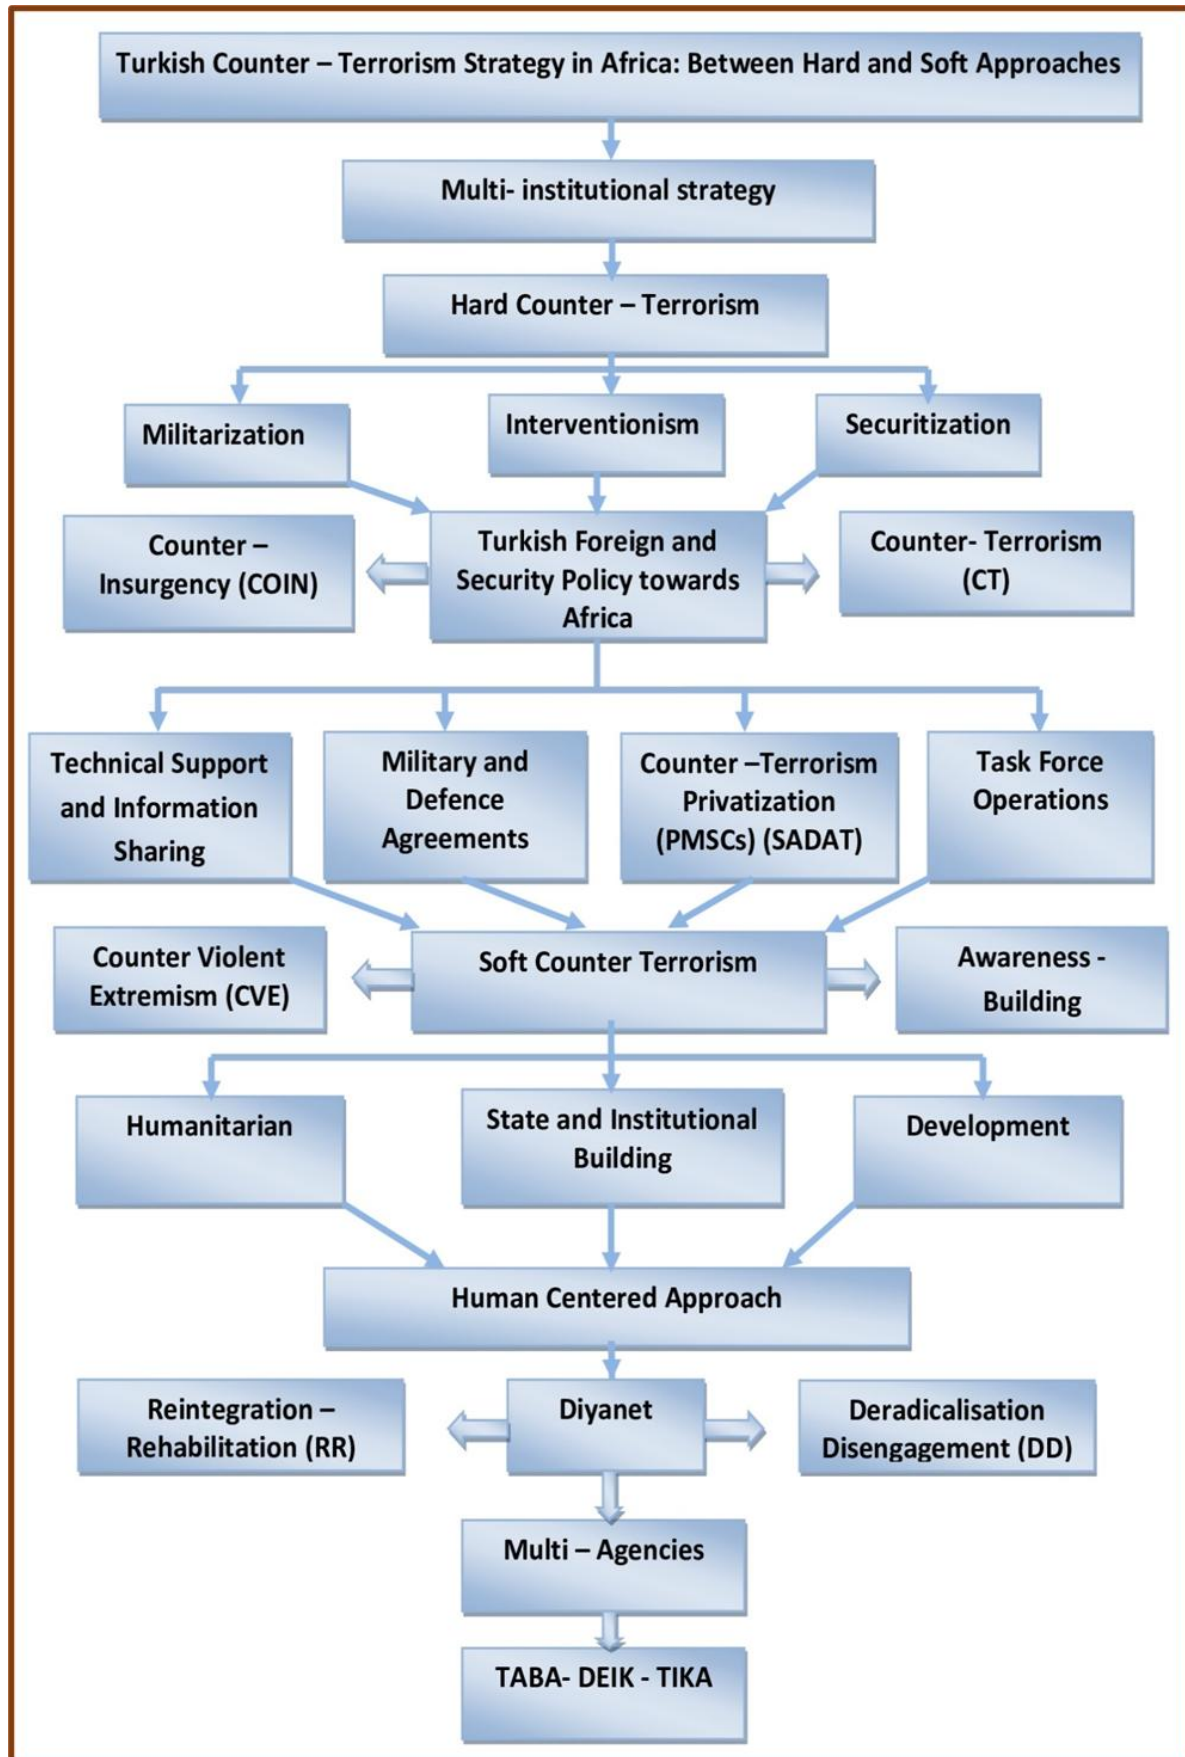 Turkish Counter – Terrorism Strategy in Africa: Between Hard and Soft Approaches
Multi- institutional strategy
Hard Counter – Terrorism
Militarization
Interventionism
Securitization
Counter –
Insurgency (COIN)
Turkish Foreign and
Security Policy towards
Africa
Counter- Terrorism
(CT)
Technical Support
and Information
Sharing
Military and
Defence
Agreements
Counter –Terrorism
Privatization
(PMSCs) (SADAT)
Task Force
Operations
Counter Violent
Extremism (CVE)
Soft Counter Terrorism
Awareness -
Building
Humanitarian
State and Institutional
Building
Development
Human Centered Approach
Reintegration –
Rehabilitation (RR)
Diyanet
Deradicalisation
Disengagement (DD)
Multi – Agencies
TABA- DEIK - TIKA